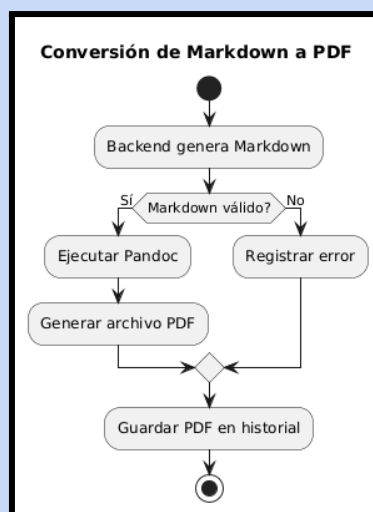 Conversión de Markdown a PDF
Backend genera Markdown
Sí
Markdown válido?
No
Ejecutar Pandoc
Registrar error
Generar archivo PDF
Guardar PDF en historial